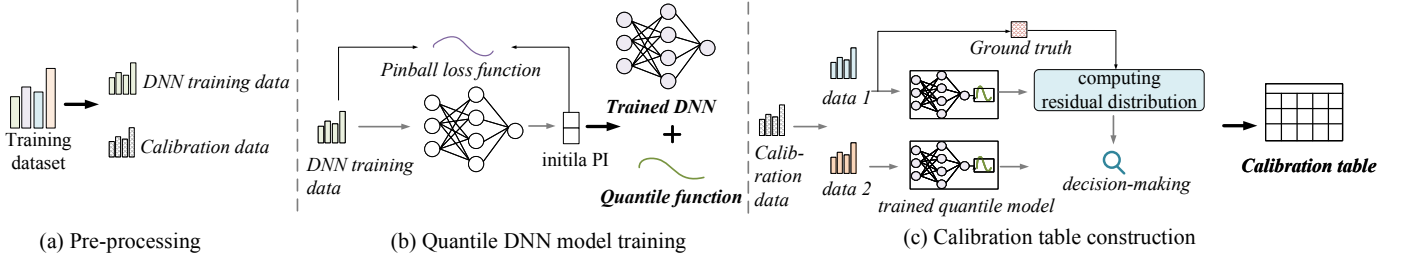 Training
dataset
DNN training data
Calibration data
(a) Pre-processing
Pinball loss function
DNN training
data
initila PI
Trained DNN
+
Quantile function
(b) Quantile DNN model training
Calib-
ration
data
data 1
data 2
Ground truth
computing
residual distribution
trained quantile model
decision-making
Calibration table
(c) Calibration table construction